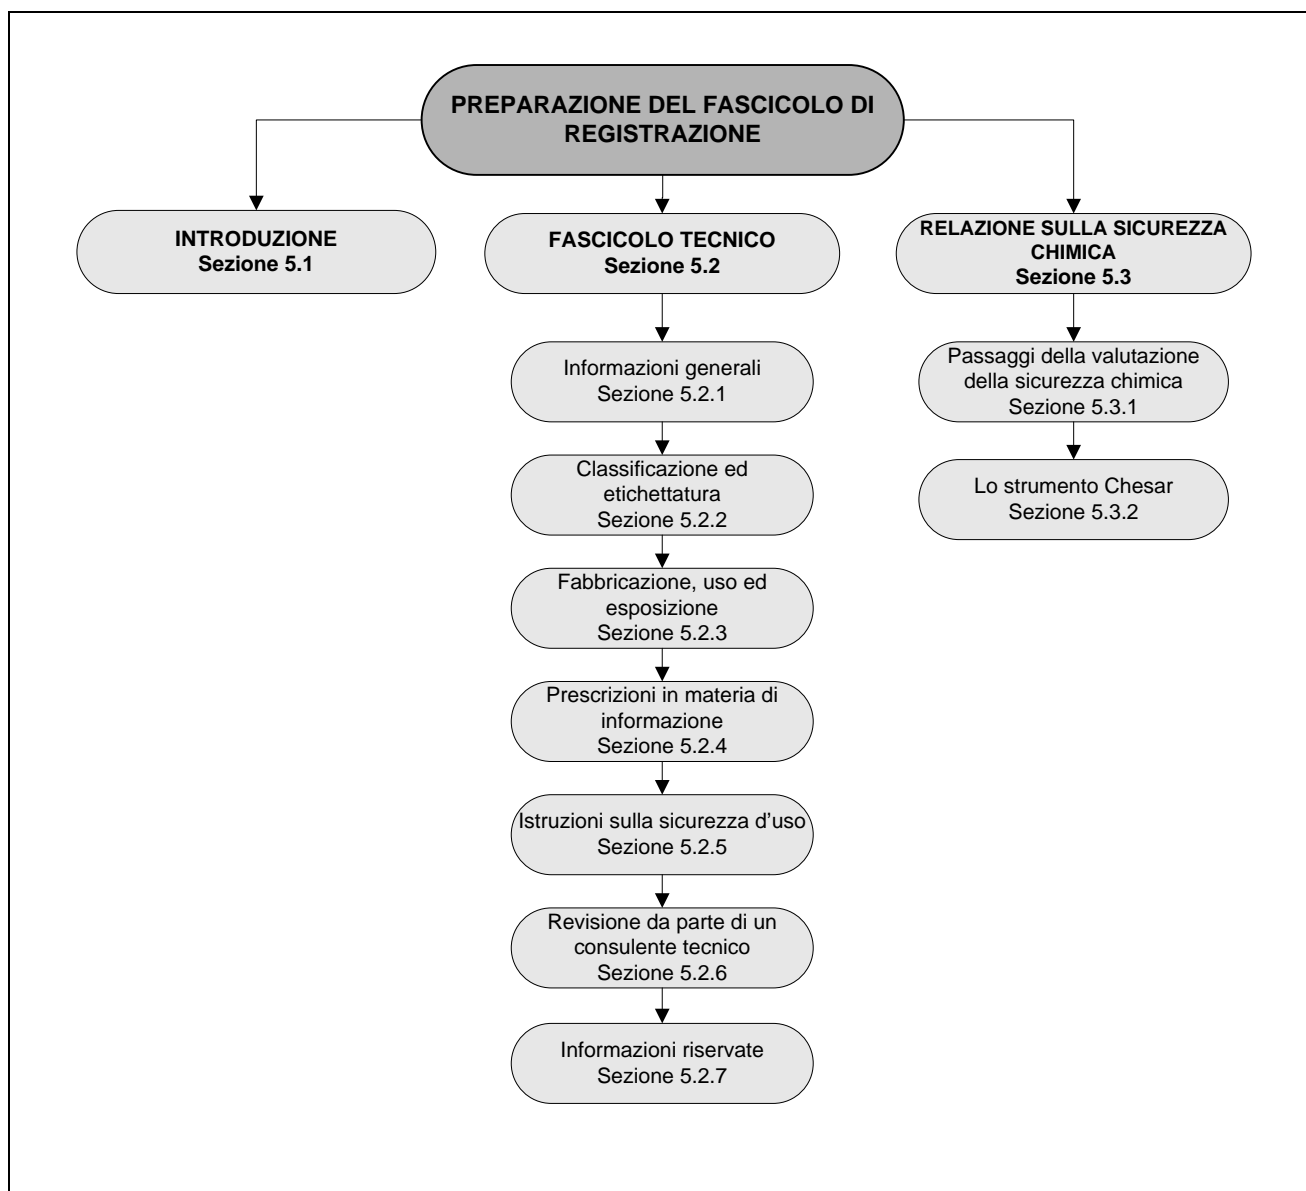 PREPARAZIONE DEL FASCICOLO DI
REGISTRAZIONE
INTRODUZIONE
Sezione 5.1
FASCICOLO TECNICO
Sezione 5.2
RELAZIONE SULLA SICUREZZA
CHIMICA
Sezione 5.3
Informazioni generali
Sezione 5.2.1
Classificazione ed
etichettatura
Sezione 5.2.2
Fabbricazione, uso ed
esposizione
Sezione 5.2.3
Prescrizioni in materia di
informazione
Sezione 5.2.4
Istruzioni sulla sicurezza d'uso
Sezione 5.2.5
Revisione da parte di un
consulente tecnico
Sezione 5.2.6
Informazioni riservate
Sezione 5.2.7
Passaggi della valutazione
della sicurezza chimica
Sezione 5.3.1
Lo strumento Chesar
Sezione 5.3.2